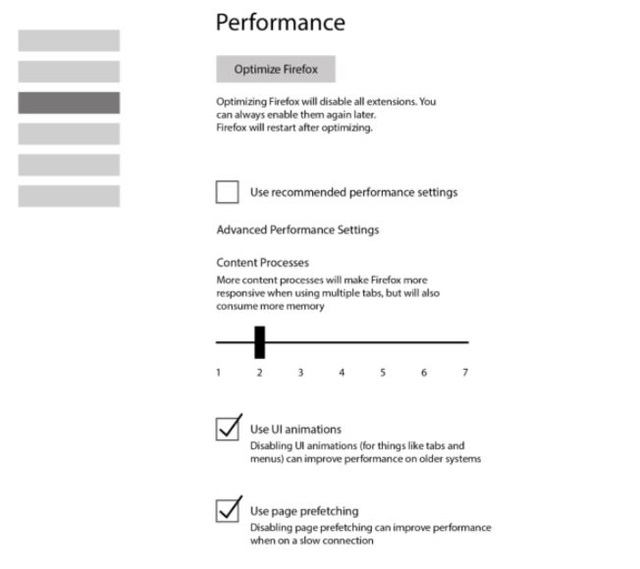 Performance
Optimize Firefox
Optimizing Firefox will disable all extensions. You
can always enable them again later.
Firefox will restart after optimizing.
Use recommended performance settings
Advanced Performance Settings
Content Processes
More content processes will make Firefox more
responsive when using multiple tabs, but will also
consume more memory
1 2 3 4 5 6 7
Use UI animations
Disabling UI animations (for things like tabs and
menus) can improve performance on older systems
Use page prefetching
Disabling page prefetching can improve performance
when on a slow connection